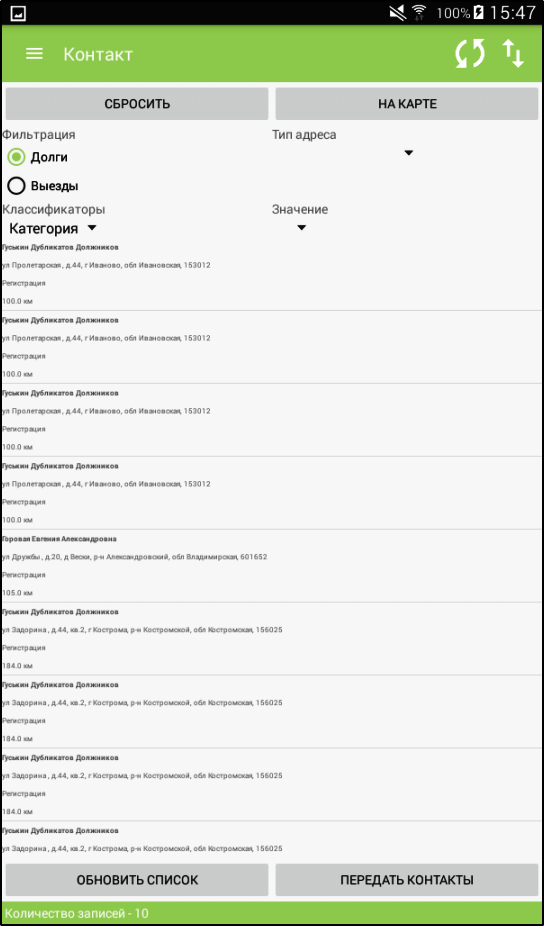 100% 15:47
Контакт
СБРОСИТЬ НА КАРТЕ
Фильтрация Тип адреса
Долги
Выезды
Классификаторы Значение
Категория
Гуськин Дубликатов Должников
ул Пролетарская , д.44, г Иваново, обл Ивановская, 153012
Регистрация
100.0 км
Гуськин Дубликатов Должников
ул Пролетарская , д.44, г Иваново, обл Ивановская, 153012
Регистрация
100.0 км
Гуськин Дубликатов Должников
ул Пролетарская , д.44, г Иваново, обл Ивановская, 153012
Регистрация
100.0 км
Гуськин Дубликатов Должников
ул Пролетарская , д.44, г Иваново, обл Ивановская, 153012
Регистрация
100.0 км
Горовая Евгения Александровна
ул Дружбы , д.20, д Вески, р-н Александровский, обл Владимирская, 601652
Регистрация
105.0 км
Гуськин Дубликатов Должников
ул Задорина , д.44, кв.2, г Кострома, р-н Костромской, обл Костромская, 156025
Регистрация
184.0 км
Гуськин Дубликатов Должников
ул Задорина , д.44, кв.2, г Кострома, р-н Костромской, обл Костромская, 156025
Регистрация
184.0 км
Гуськин Дубликатов Должников
ул Задорина , д.44, кв.2, г Кострома, р-н Костромской, обл Костромская, 156025
Регистрация
184.0 км
Гуськин Дубликатов Должников
ул Задорина , д.44, кв.2, г Кострома, р-н Костромской, обл Костромская, 156025
ОБНОВИТЬ СПИСОК ПЕРЕДАТЬ КОНТАКТЫ
Количество записей - 10